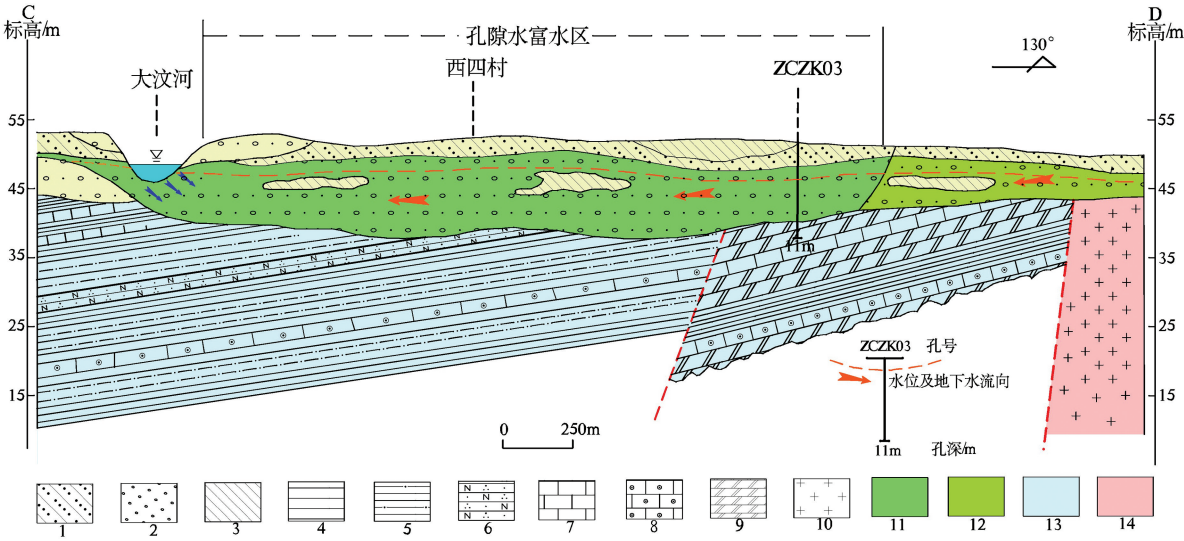 C
标高/m
D
标高/m
孔隙水富水区
130°
大汶河
西四村
ZCZK03
55
55
45
45
11m
35
35
25
25
ZCZK03 孔号
水位及地下水流向
15
15
0 250m
11m 孔深/m
N N N N N N N N
N N
N N
1 2 3 4 5 6 7 8 9 10 11 12 13 14